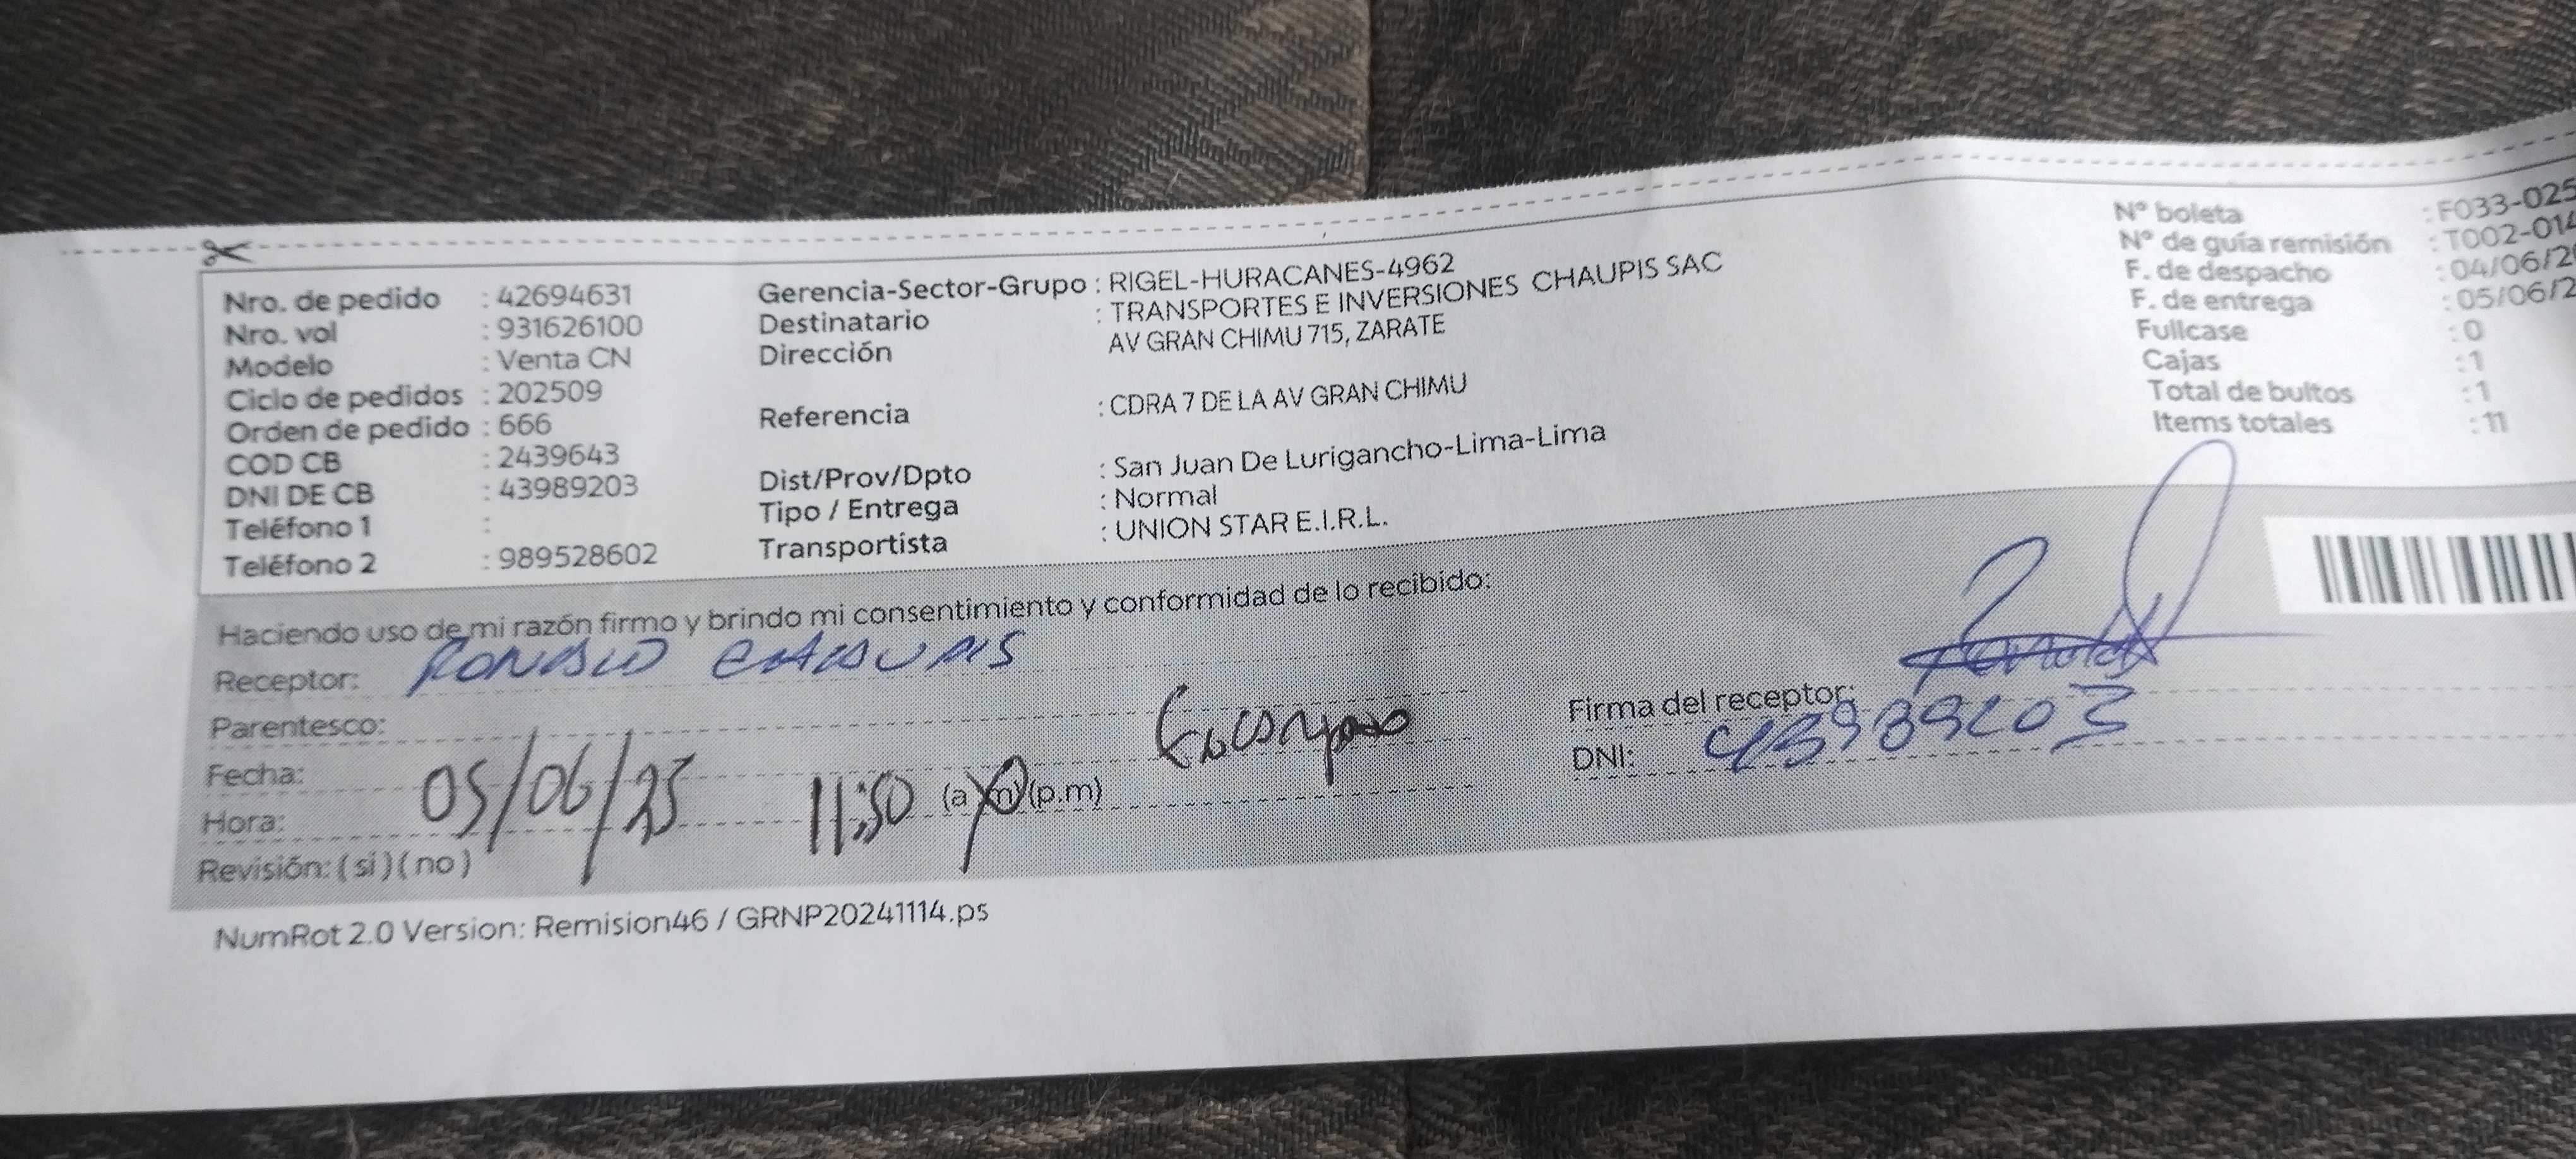 Nro. de pedido : 42694631
Nro. vol : 931626100
Modelo : Venta CN
Ciclo de pedidos : 202509
Orden de pedido : 666
COD CB : 2439643
DNI DE CB : 43989203
Teléfono 1 :
Teléfono 2 : 989528602
Gerencia-Sector-Grupo : RIGEL-HURACANES-4962
Destinatario : TRANSPORTES E INVERSIONES CHAUPIS SAC
Dirección AV GRAN CHIMU 715, ZARATE
Referencia : CDRA 7 DE LA AV GRAN CHIMU
Dist/Prov/Dpto : San Juan De Lurigancho-Lima-Lima
Tipo / Entrega : Normal
Transportista : UNION STAR E.I.R.L.
N° boleta : F033-025
N° de guía remisión : T002-014
F. de despacho : 04/06/2
F. de entrega : 05/06/2
Fullcase : 0
Cajas : 1
Total de bultos : 1
Items totales : 11
Haciendo uso de mi razón firmo y brindo mi consentimiento y conformidad de lo recibido:
Receptor:
Parentesco:
Firma del receptor:
Fecha: 05/06/25
DNI: 43989203
Hora: 11:50 (a.m) (p.m)
Revisión: ( si ) ( no )
NumRot 2.0 Version: Remision46 / GRNP20241114.ps